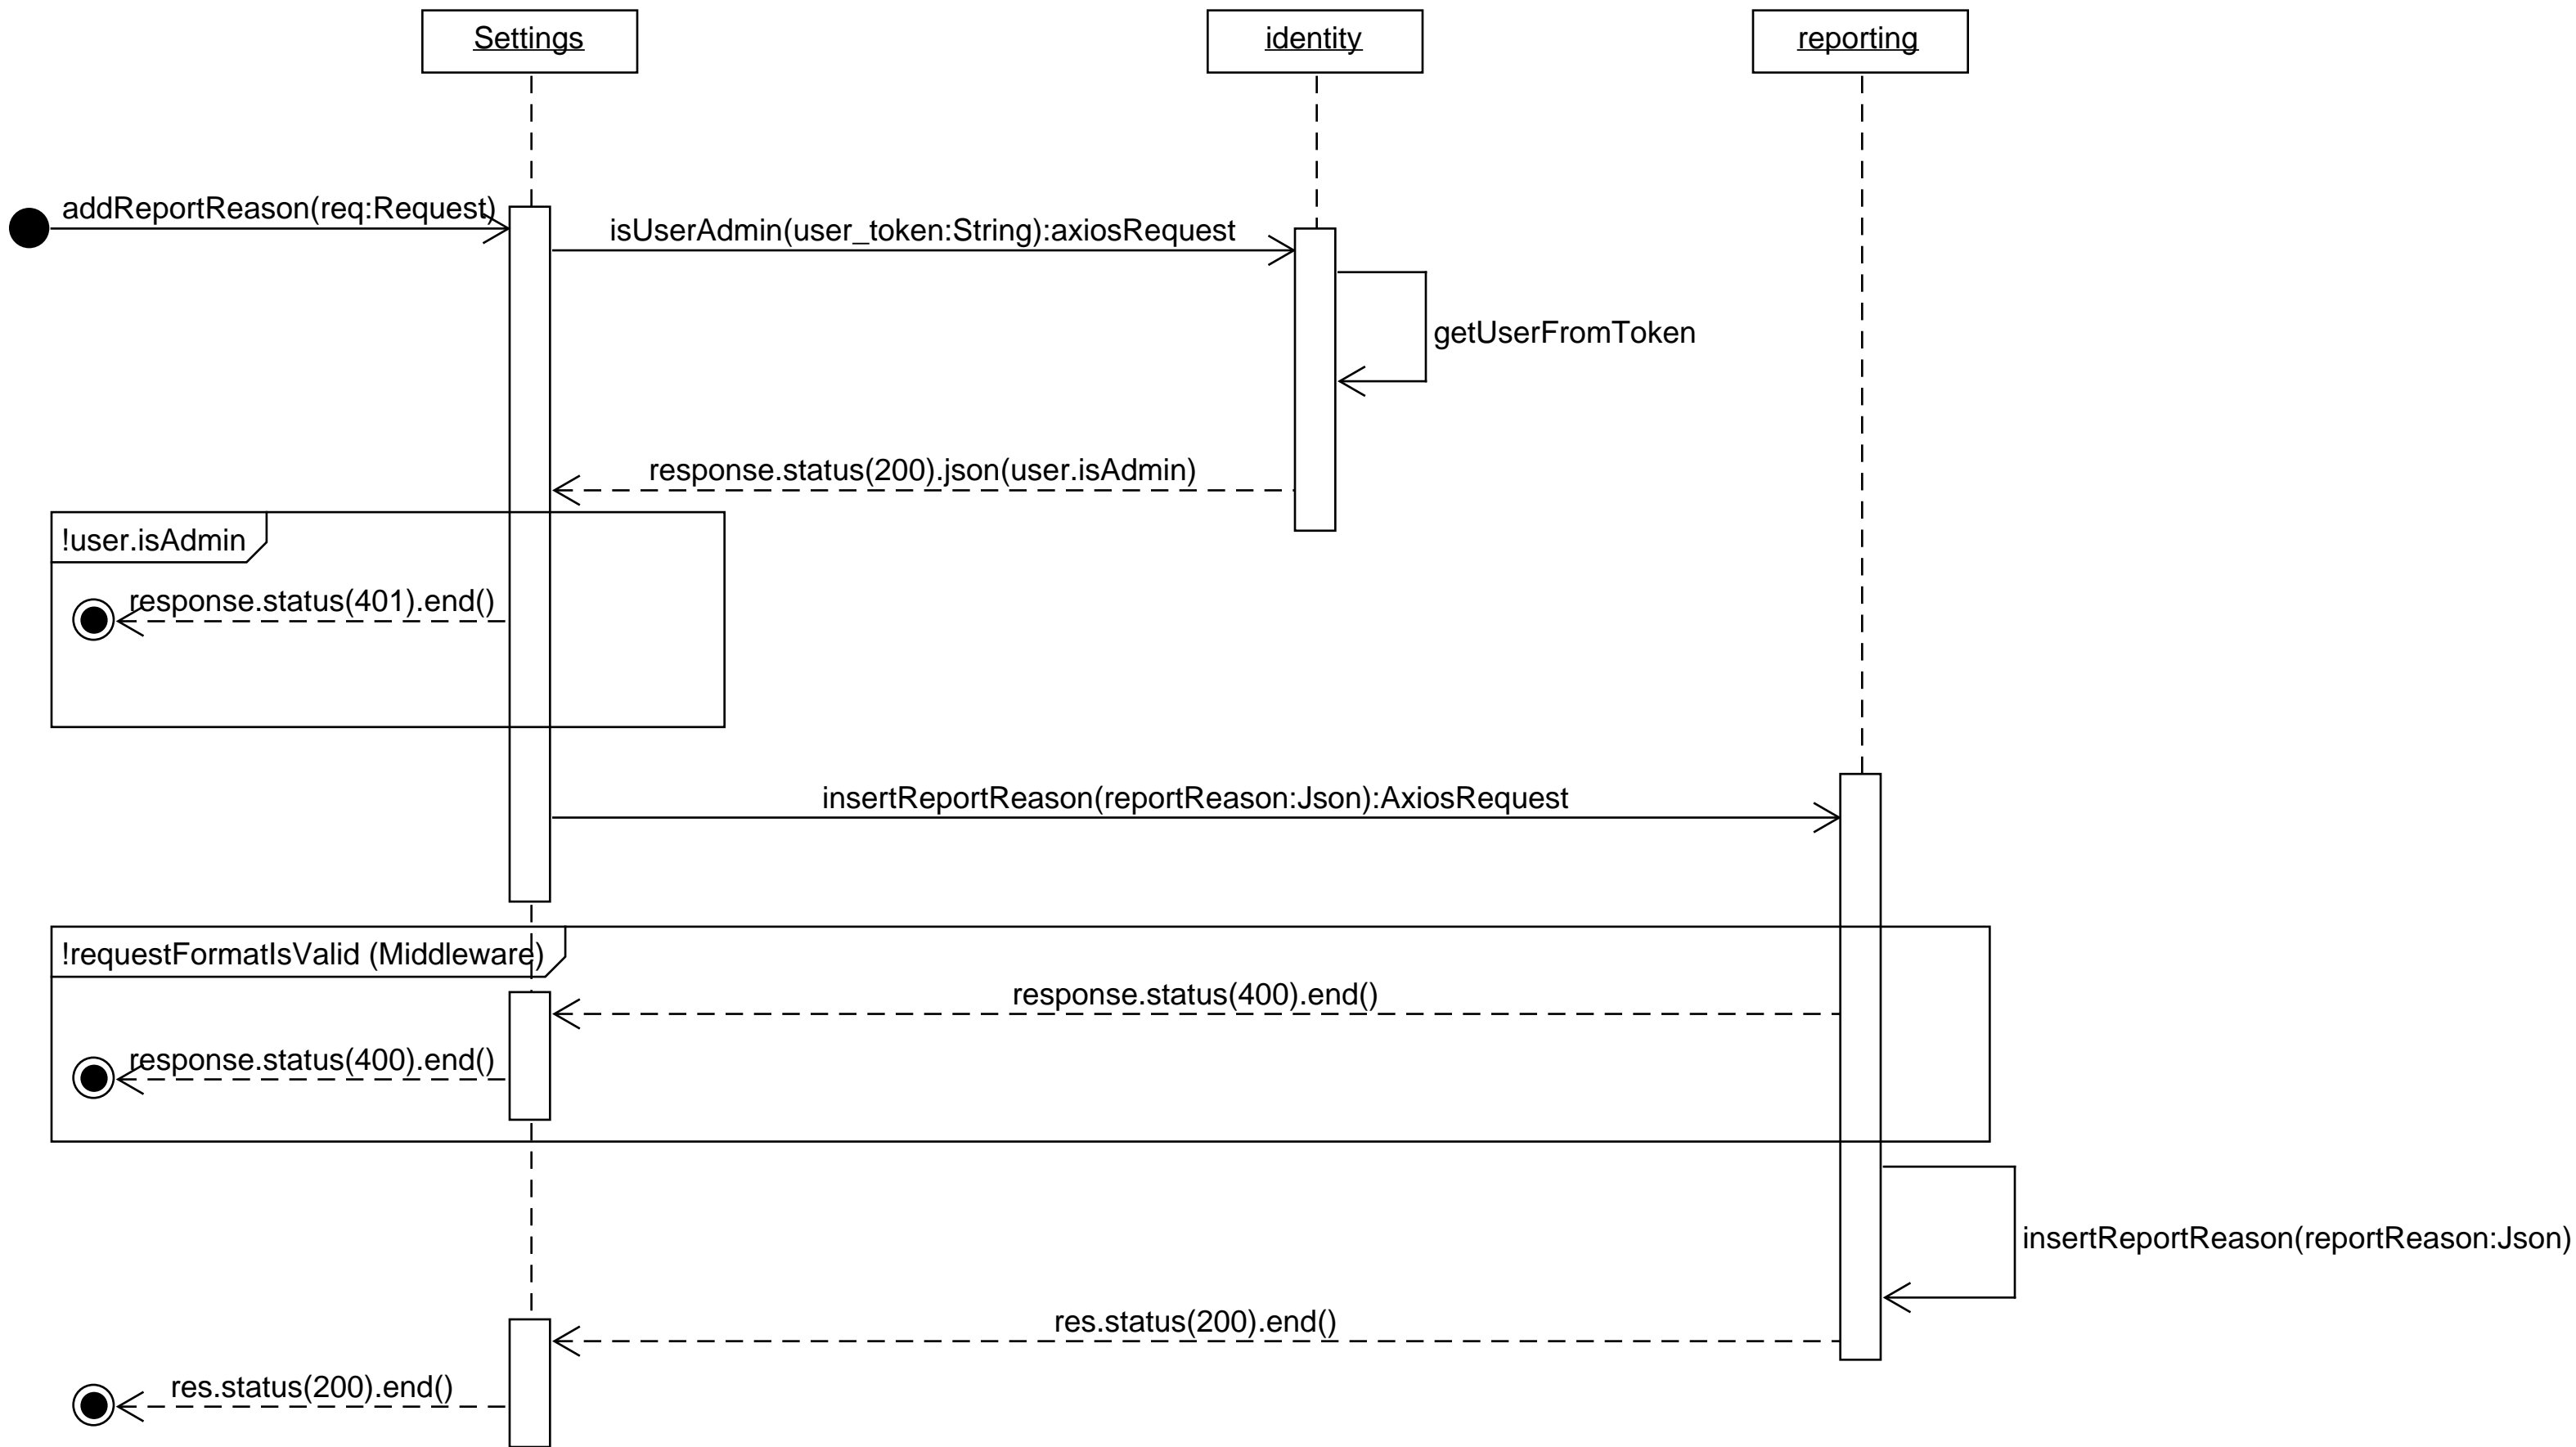 Settings
identity
reporting
addReportReason(req:Request)
isUserAdmin(user_token:String):axiosRequest
getUserFromToken
response.status(200).json(user.isAdmin)
!user.isAdmin
response.status(401).end()
insertReportReason(reportReason:Json):AxiosRequest
!requestFormatIsValid (Middleware)
response.status(400).end()
response.status(400).end()
insertReportReason(reportReason:Json)
res.status(200).end()
res.status(200).end()